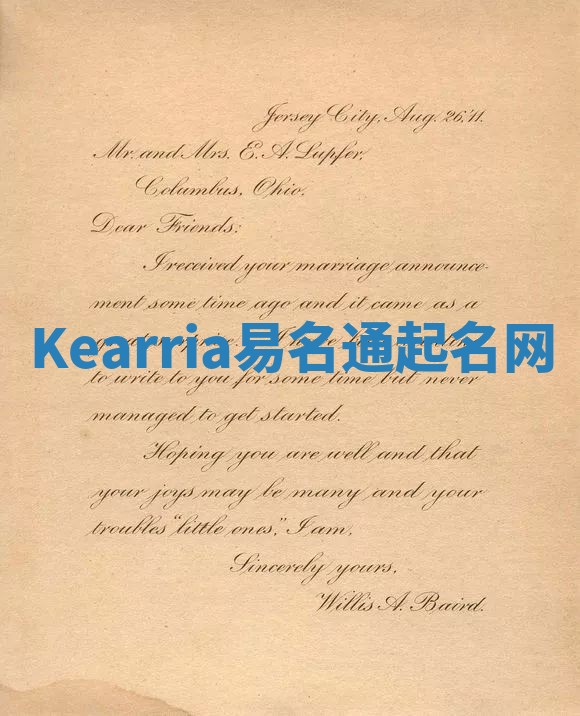 Jersey City, Aug. 26, '11.
Mr. and Mrs. E. A. Lupfer,
Columbus, Ohio.
Dear Friends:
I received your marriage announce-
ment some time ago and it came as a
Kearria易名通起名网
to write to you for some time but never
managed to get started.
Hoping you are well and that
your joys may be many and your
troubles "little ones," I am,
Sincerely yours,
Willis A. Baird.